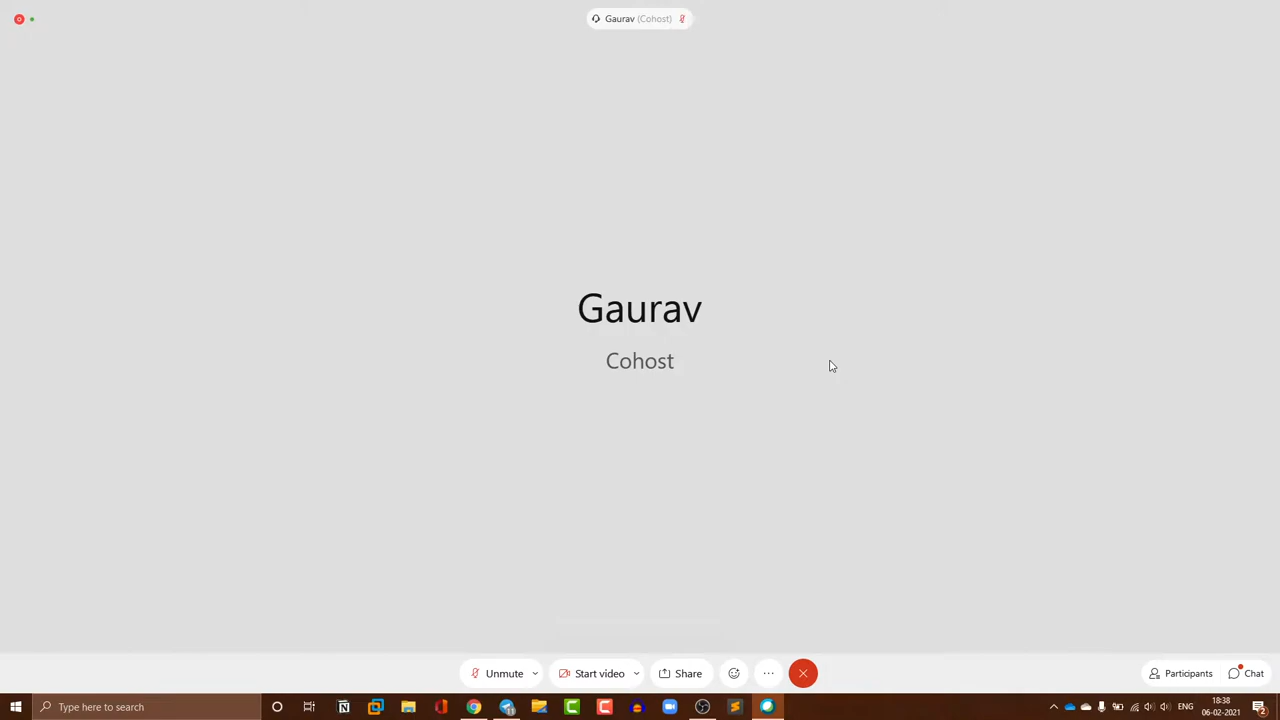 Gaurav (Cohost)
Gaurav
Cohost
Unmute
Start video
Share
Participants
Chat
Type here to search
ENG
18:38
06-02-2021
2